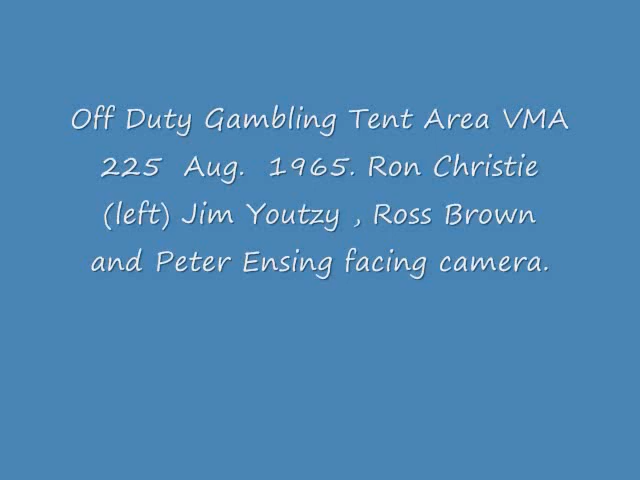 Off Duty Gambling Tent Area VMA
225 Aug. 1965. Ron Christie
(left) Jim Youtzy , Ross Brown
and Peter Ensing facing camera.